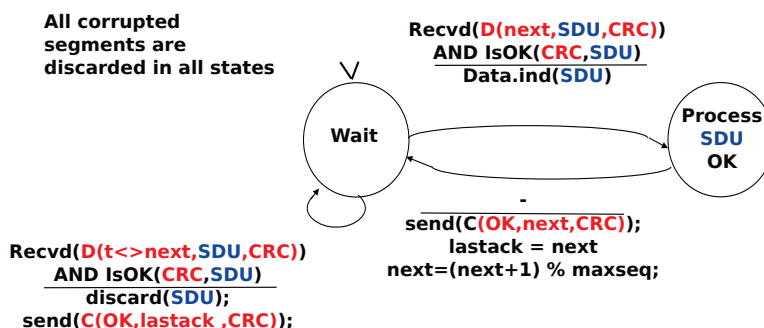 All corrupted
segments are
discarded in all states
Recvd(D(next,SDU,CRC))
AND IsOK(CRC,SDU)
Data.ind(SDU)
Wait
Process
SDU
OK
-
send(C(OK,next,CRC));
lastack = next
next=(next+1) % maxseq;
Recvd(D(t<>next,SDU,CRC))
AND IsOK(CRC,SDU)
discard(SDU);
send(C(OK,lastack ,CRC));